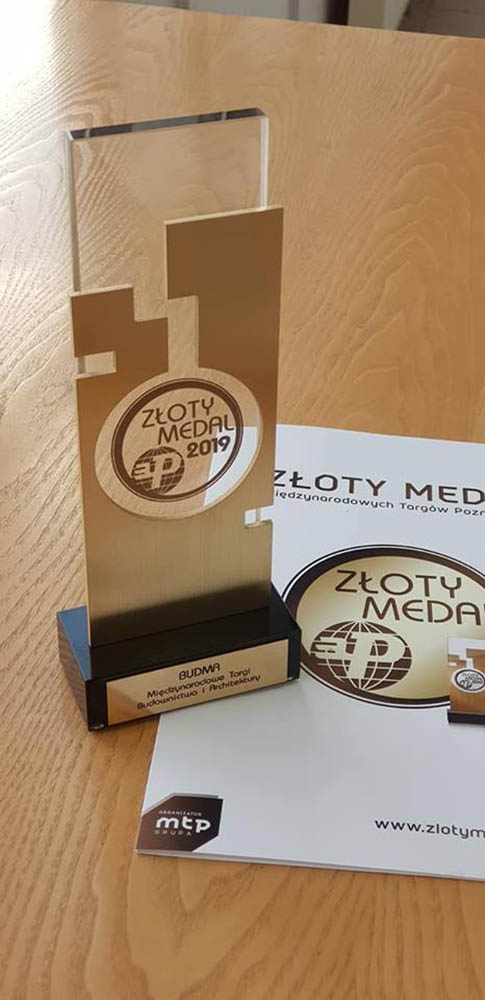 ZŁOTY
MEDAL
2019
BUDMA
Międzynarodowe Targi
Budownictwa i Architektury
ZŁOTY MED
iędzynarodowych Targów Pozn
ZŁOTY
MEDAL
ORGANIZATOR
mtp
GRUPA
www.zlotym